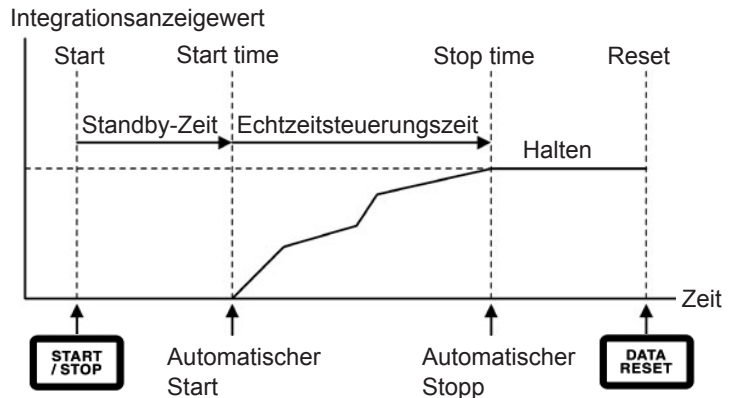 Integrationsanzeigewert
Start
Start time
Stop time
Reset
Standby-Zeit
Echtzeitsteuerungszeit
Halten
Zeit
START
/ STOP
Automatischer
Start
Automatischer
Stopp
DATA
RESET